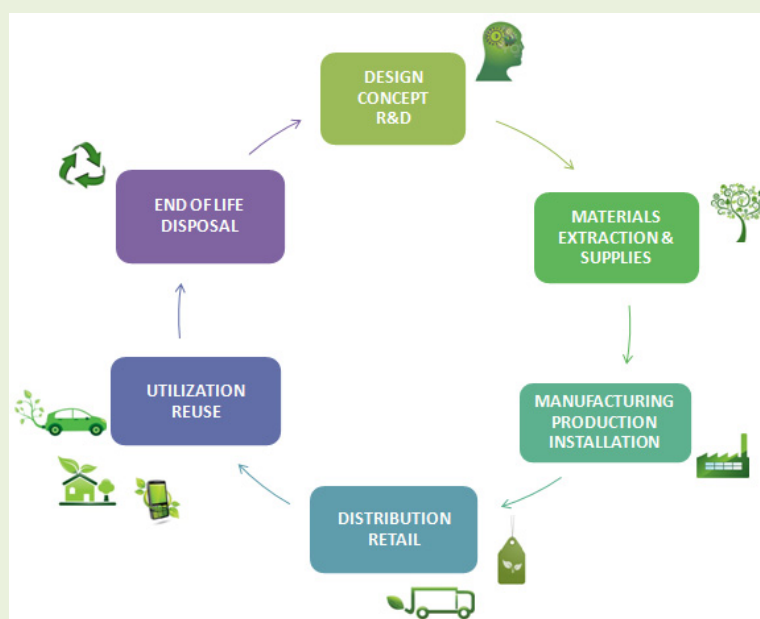 DESIGN
CONCEPT
R&D
MATERIALS
EXTRACTION &
SUPPLIES
MANUFACTURING
PRODUCTION
INSTALLATION
DISTRIBUTION
RETAIL
UTILIZATION
REUSE
END OF LIFE
DISPOSAL